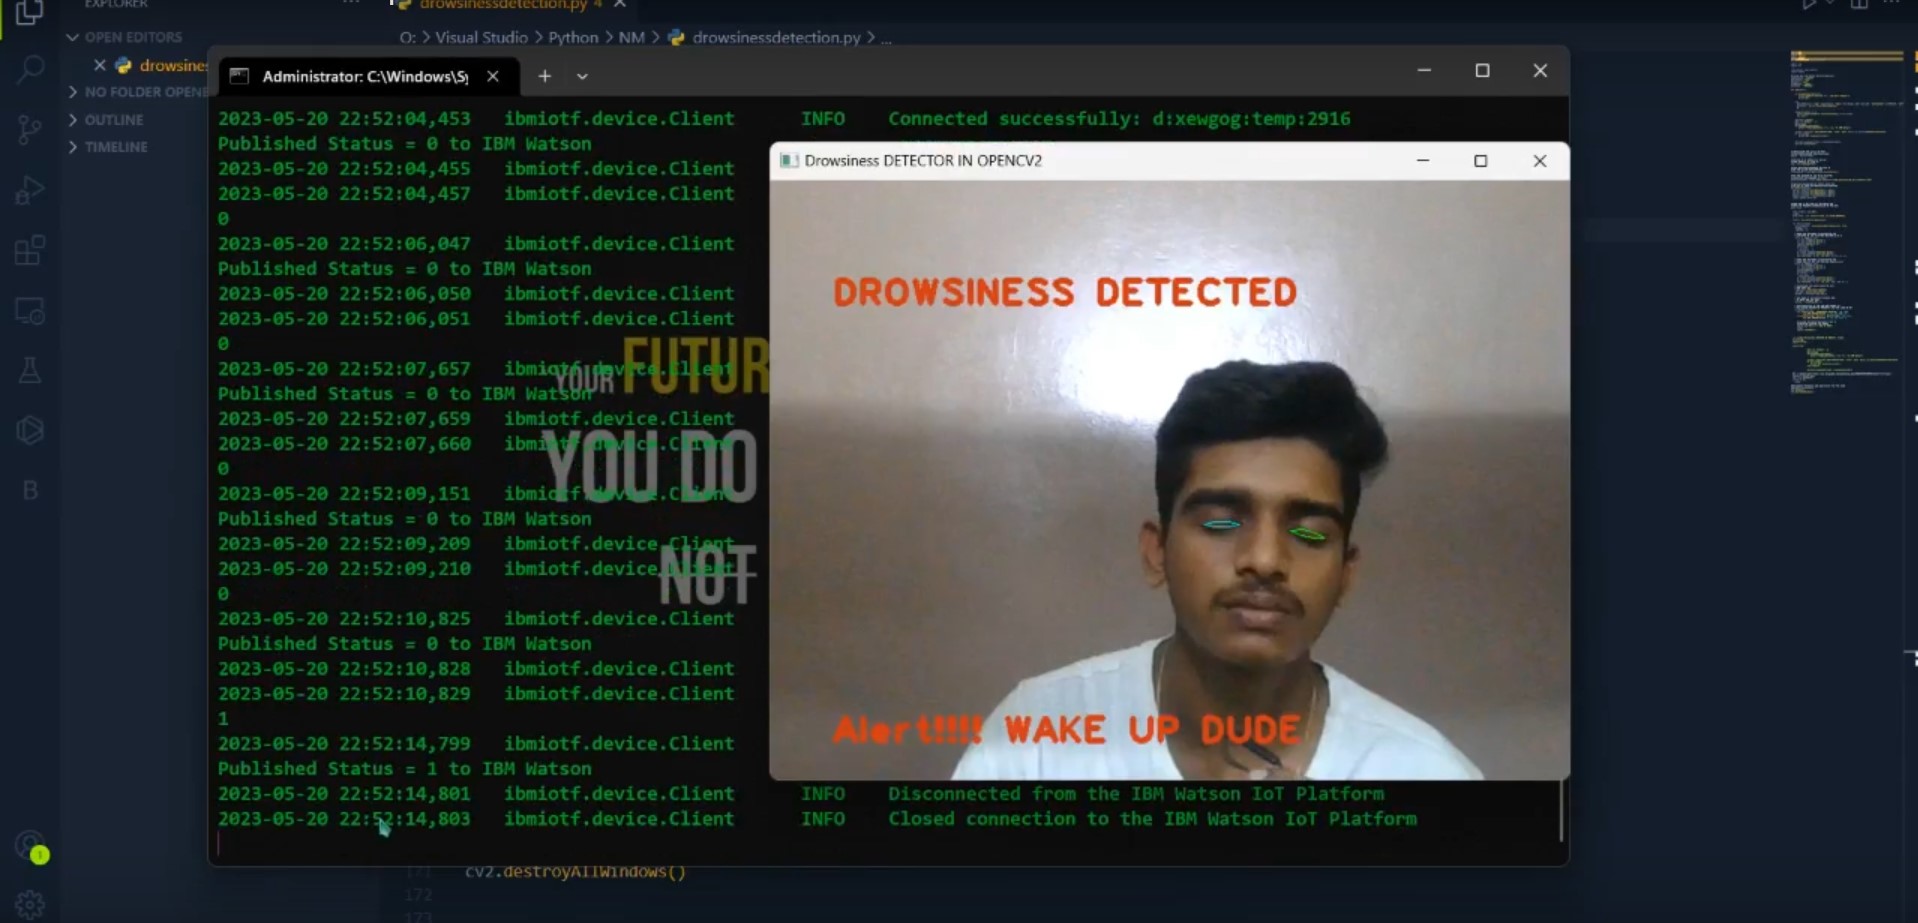 EXPLORER
drowsinessdetection.py 4
OPEN EDITORS
O: > Visual Studio > Python > NM > drowsinessdetection.py > ...
drowsines
NO FOLDER OPENE
OUTLINE
TIMELINE
Administrator: C:\Windows\Sy
2023-05-20 22:52:04,453 ibmiotf.device.Client INFO Connected successfully: d:xewgog:temp:2916
Published Status = 0 to IBM Watson
2023-05-20 22:52:04,455 ibmiotf.device.Client
2023-05-20 22:52:04,457 ibmiotf.device.Client
0
2023-05-20 22:52:06,047 ibmiotf.device.Client
Published Status = 0 to IBM Watson
2023-05-20 22:52:06,050 ibmiotf.device.Client
2023-05-20 22:52:06,051 ibmiotf.device.Client
0
2023-05-20 22:52:07,657 ibmiotf.device.Client
Published Status = 0 to IBM Watson
2023-05-20 22:52:07,659 ibmiotf.device.Client
2023-05-20 22:52:07,660 ibmiotf.device.Client
0
2023-05-20 22:52:09,151 ibmiotf.device.Client
Published Status = 0 to IBM Watson
2023-05-20 22:52:09,209 ibmiotf.device.Client
2023-05-20 22:52:09,210 ibmiotf.device.Client
0
2023-05-20 22:52:10,825 ibmiotf.device.Client
Published Status = 0 to IBM Watson
2023-05-20 22:52:10,828 ibmiotf.device.Client
2023-05-20 22:52:10,829 ibmiotf.device.Client
1
2023-05-20 22:52:14,799 ibmiotf.device.Client
Published Status = 1 to IBM Watson
2023-05-20 22:52:14,801 ibmiotf.device.Client INFO Disconnected from the IBM Watson IoT Platform
2023-05-20 22:52:14,803 ibmiotf.device.Client INFO Closed connection to the IBM Watson IoT Platform
YOUR FUTUR
YOU DO
NOT
Drowsiness DETECTOR IN OPENCV2
DROWSINESS DETECTED
Alert!!!! WAKE UP DUDE
B
1
171 cv2.destroyAllWindows()
172
173